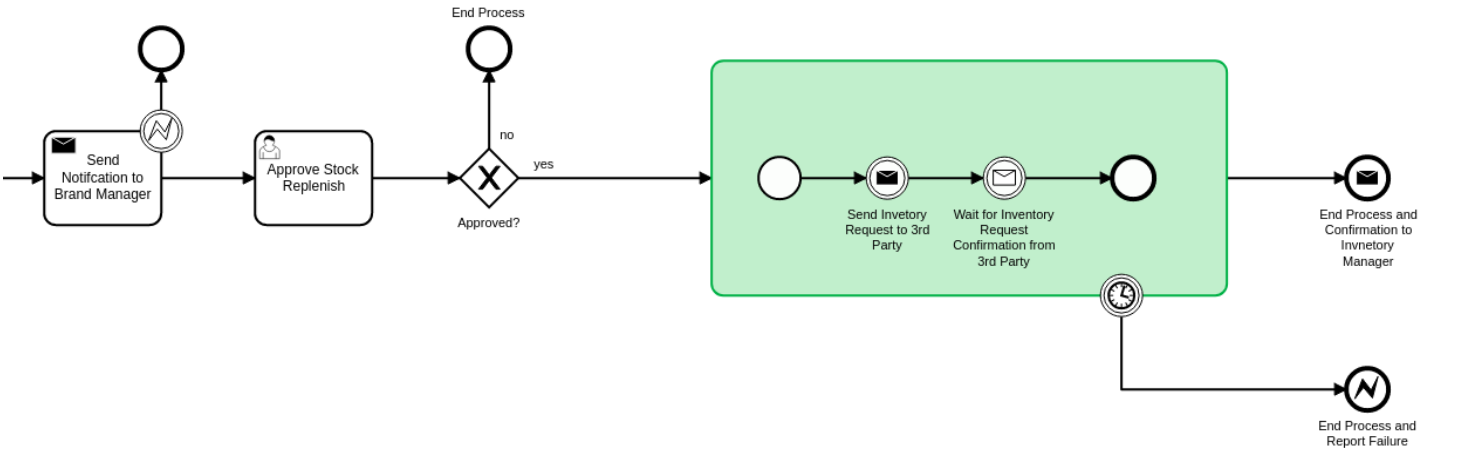 End Process
Send
Notifcation to
Brand Manager
Approve Stock
Replenish
no
yes
Approved?
Send Invetory
Request to 3rd
Party
Wait for Inventory
Request
Confirmation from
3rd Party
End Process and
Confirmation to
Invnetory
Manager
End Process and
Report Failure